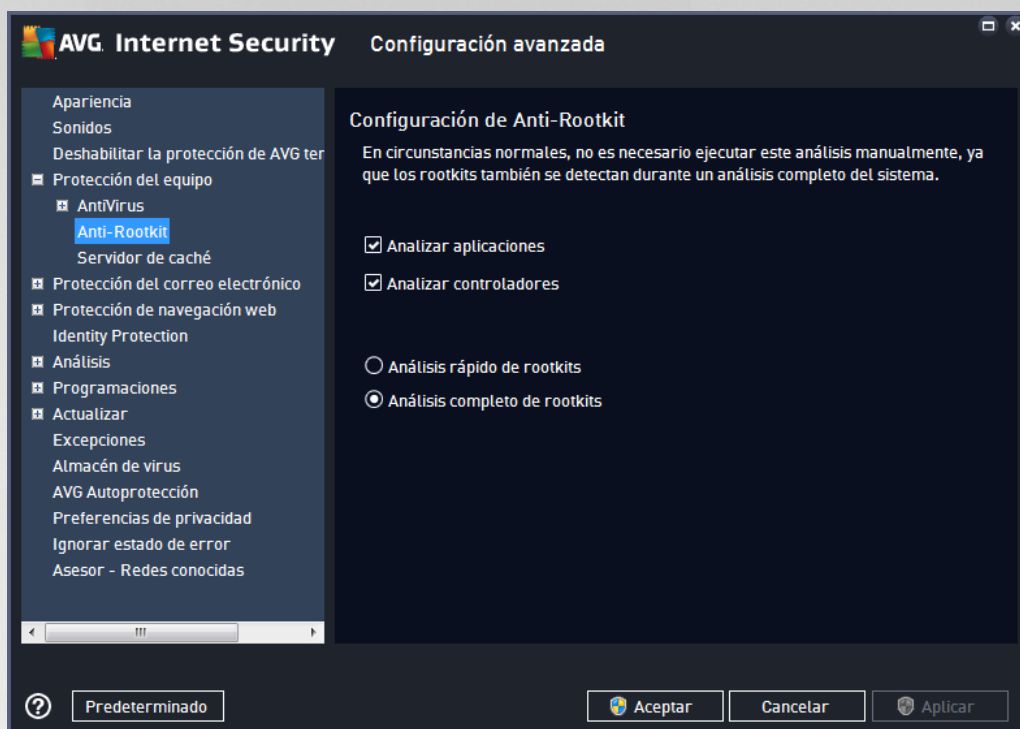 AVG. Internet Security
Configuración avanzada
Apariencia
Sonidos
Deshabilitar la protección de AVG ter
Protección del equipo
AntiVirus
Anti-Rootkit
Servidor de caché
Protección del correo electrónico
Protección de navegación web
Identity Protection
Análisis
Programaciones
Actualizar
Excepciones
Almacén de virus
AVG Autoprotección
Preferencias de privacidad
Ignorar estado de error
Asesor - Redes conocidas
Configuración de Anti-Rootkit
En circunstancias normales, no es necesario ejecutar este análisis manualmente, ya
que los rootkits también se detectan durante un análisis completo del sistema.
Analizar aplicaciones
Analizar controladores
Análisis rápido de rootkits
Análisis completo de rootkits
?
Predeterminado
Aceptar
Cancelar
Aplicar